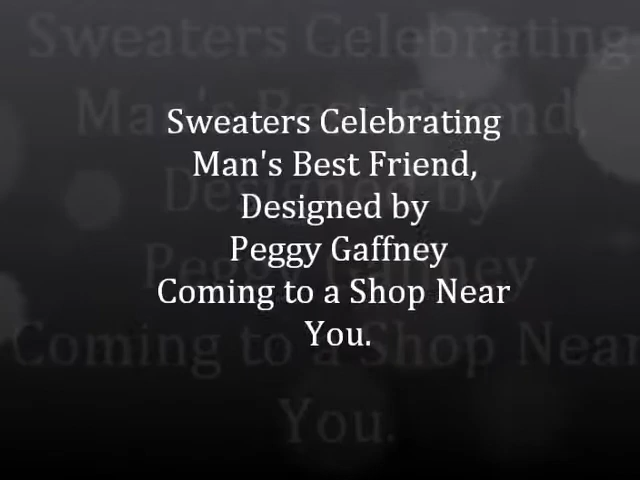 Sweaters Celebrating
Man's Best Friend,
Designed by
Peggy Gaffney
Coming to a Shop Near
You.